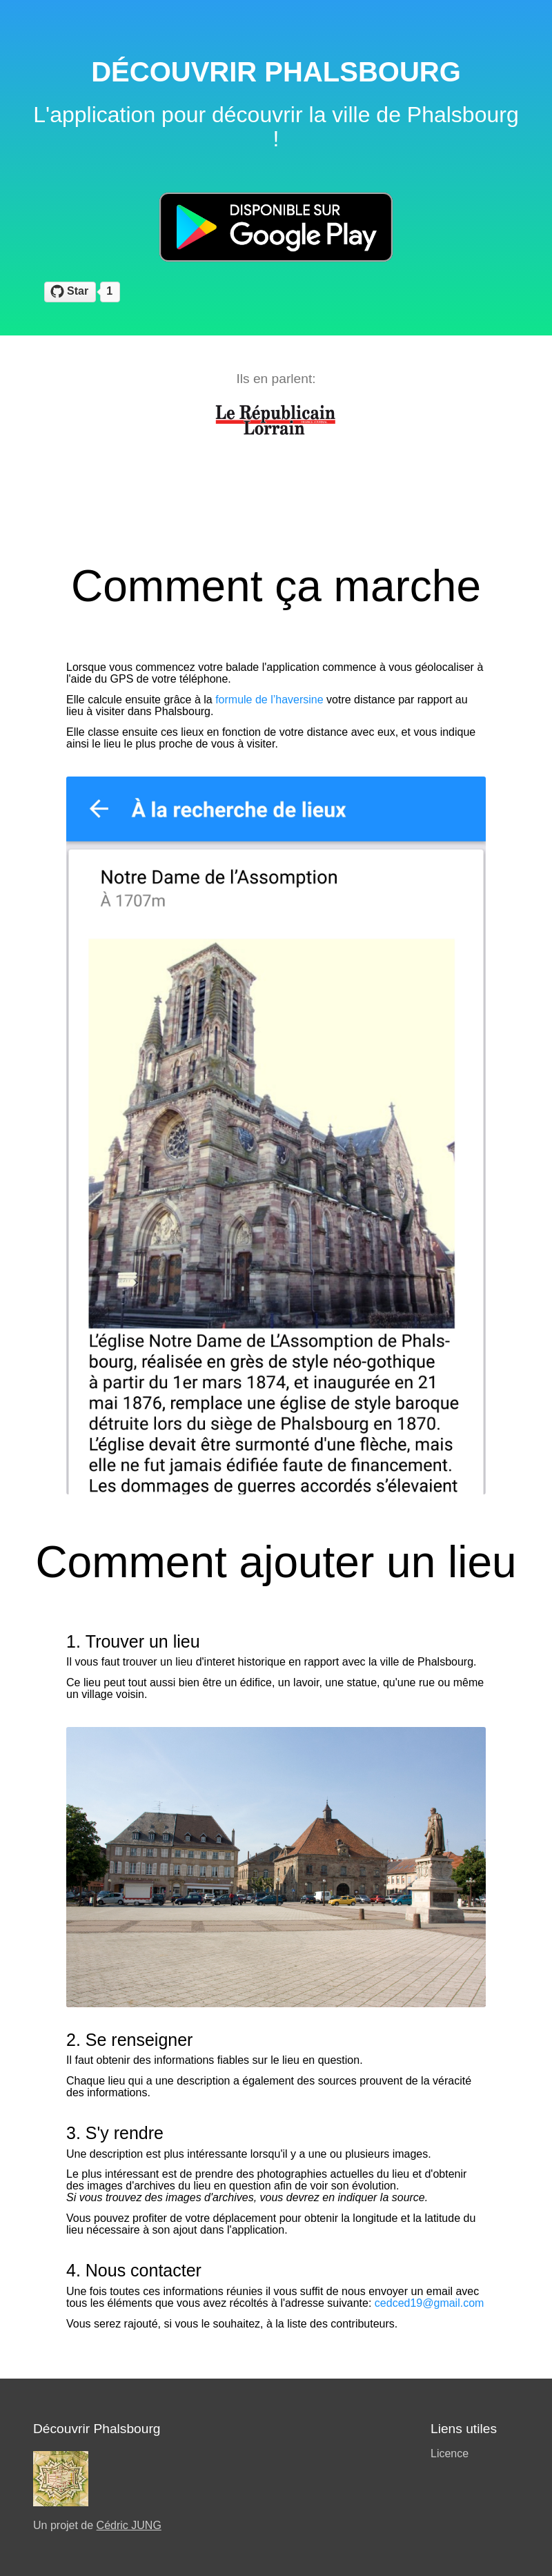 DÉCOUVRIR PHALSBOURG
L'application pour découvrir la ville de Phalsbourg
!
DISPONIBLE SUR
Google Play
Star 1
Ils en parlent:
Le Républicain
Lorrain
Comment ça marche
Lorsque vous commencez votre balade l'application commence à vous géolocaliser à
l'aide du GPS de votre téléphone.
Elle calcule ensuite grâce à la formule de l'haversine votre distance par rapport au
lieu à visiter dans Phalsbourg.
Elle classe ensuite ces lieux en fonction de votre distance avec eux, et vous indique
ainsi le lieu le plus proche de vous à visiter.
À la recherche de lieux
Notre Dame de l'Assomption
À 1707m
L'église Notre Dame de L'Assomption de Phals-
bourg, réalisée en grès de style néo-gothique
à partir du 1er mars 1874, et inaugurée en 21
mai 1876, remplace une église de style baroque
détruite lors du siège de Phalsbourg en 1870.
L'église devait être surmonté d'une flèche, mais
elle ne fut jamais édifiée faute de financement.
Les dommages de guerres accordés s'élevaient
Comment ajouter un lieu
1. Trouver un lieu
Il vous faut trouver un lieu d'interet historique en rapport avec la ville de Phalsbourg.
Ce lieu peut tout aussi bien être un édifice, un lavoir, une statue, qu'une rue ou même
un village voisin.
2. Se renseigner
Il faut obtenir des informations fiables sur le lieu en question.
Chaque lieu qui a une description a également des sources prouvent de la véracité
des informations.
3. S'y rendre
Une description est plus intéressante lorsqu'il y a une ou plusieurs images.
Le plus intéressant est de prendre des photographies actuelles du lieu et d'obtenir
des images d'archives du lieu en question afin de voir son évolution.
Si vous trouvez des images d'archives, vous devrez en indiquer la source.
Vous pouvez profiter de votre déplacement pour obtenir la longitude et la latitude du
lieu nécessaire à son ajout dans l'application.
4. Nous contacter
Une fois toutes ces informations réunies il vous suffit de nous envoyer un email avec
tous les éléments que vous avez récoltés à l'adresse suivante: cedced19@gmail.com
Vous serez rajouté, si vous le souhaitez, à la liste des contributeurs.
Découvrir Phalsbourg
Liens utiles
Licence
Un projet de Cédric JUNG